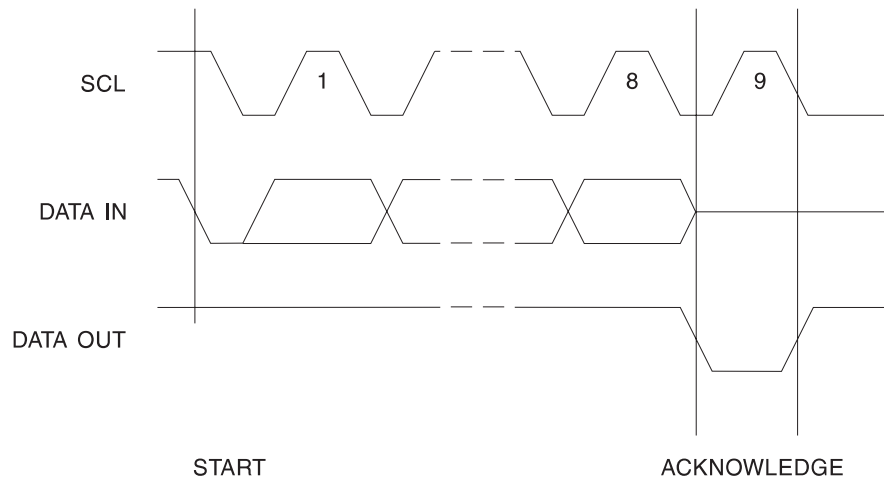 SCL
1
8
9
DATA IN
DATA OUT
START
ACKNOWLEDGE